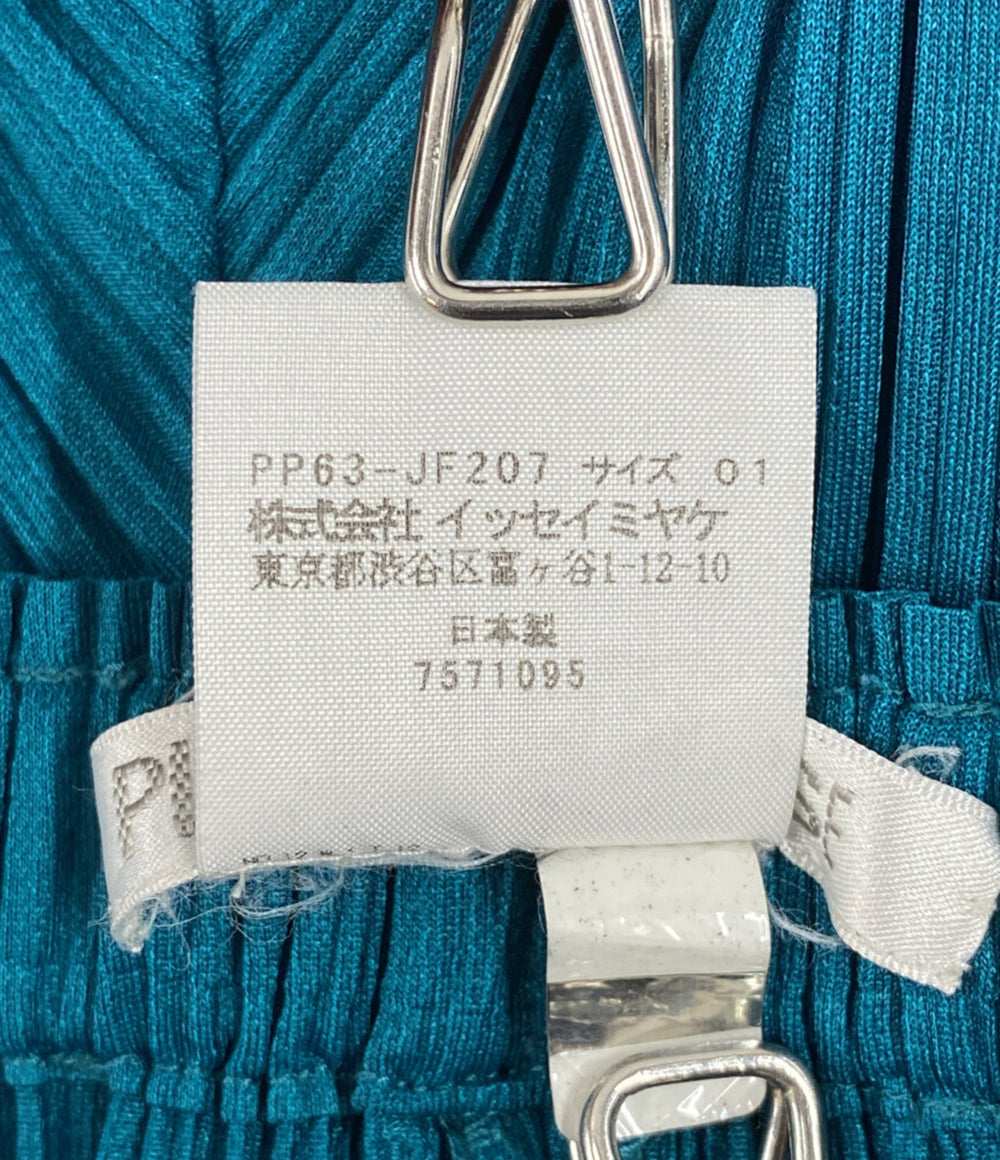 PP63-JF207 サイズ 01
株式会社 イッセイミヤケ
東京都渋谷区富ヶ谷1-12-10
日本製
7571095